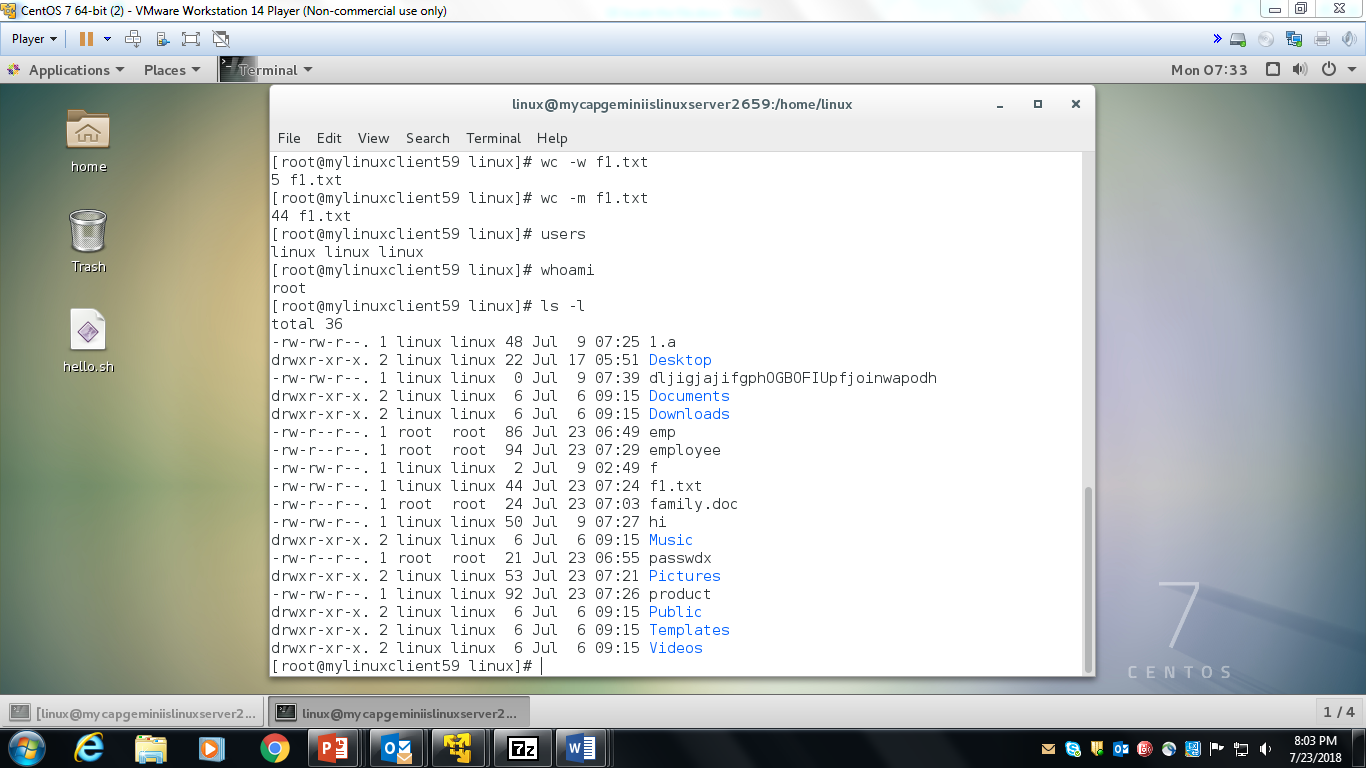 CentOS 7 64-bit (2) - VMware Workstation 14 Player (Non-commercial use only)
Player
Applications Places Terminal Mon 07:33
linux@mycapgeminiislinuxserver2659:/home/linux
File Edit View Search Terminal Help
home
Trash
hello.sh
[root@mylinuxclient59 linux]# wc -w f1.txt
5 f1.txt
[root@mylinuxclient59 linux]# wc -m f1.txt
44 f1.txt
[root@mylinuxclient59 linux]# users
linux linux linux
[root@mylinuxclient59 linux]# whoami
root
[root@mylinuxclient59 linux]# ls -l
total 36
-rw-rw-r--. 1 linux linux 48 Jul  9 07:25 1.a
drwxr-xr-x. 2 linux linux 22 Jul 17 05:51 Desktop
-rw-rw-r--. 1 linux linux  0 Jul  9 07:39 dljigjajifgphOGBOFIUpfjoinwapodh
drwxr-xr-x. 2 linux linux  6 Jul  6 09:15 Documents
drwxr-xr-x. 2 linux linux  6 Jul  6 09:15 Downloads
-rw-r--r--. 1 root  root  86 Jul 23 06:49 emp
-rw-r--r--. 1 root  root  94 Jul 23 07:29 employee
-rw-rw-r--. 1 linux linux  2 Jul  9 02:49 f
-rw-rw-r--. 1 linux linux 44 Jul 23 07:24 f1.txt
-rw-r--r--. 1 root  root  24 Jul 23 07:03 family.doc
-rw-rw-r--. 1 linux linux 50 Jul  9 07:27 hi
drwxr-xr-x. 2 linux linux  6 Jul  6 09:15 Music
-rw-r--r--. 1 root  root  21 Jul 23 06:55 passwdx
drwxr-xr-x. 2 linux linux 53 Jul 23 07:21 Pictures
-rw-rw-r--. 1 linux linux 92 Jul 23 07:26 product
drwxr-xr-x. 2 linux linux  6 Jul  6 09:15 Public
drwxr-xr-x. 2 linux linux  6 Jul  6 09:15 Templates
drwxr-xr-x. 2 linux linux  6 Jul  6 09:15 Videos
[root@mylinuxclient59 linux]#
7
CENTOS
[linux@mycapgeminiislinuxserver2... linux@mycapgeminiislinuxserver2... 1 / 4
8:03 PM
7/23/2018